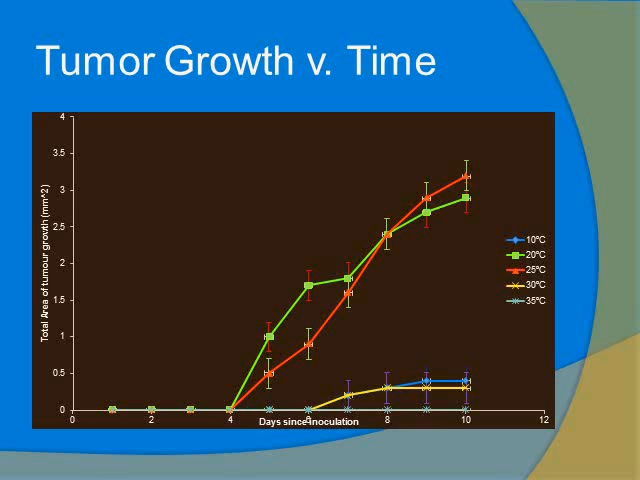 Tumor Growth v. Time
Total Area of tumour growth (mm^2)
4
3.5
3
2.5
2
1.5
1
0.5
0
0
2
4
6
8
10
12
Days since inoculation
10ºC
20ºC
25ºC
30ºC
35ºC